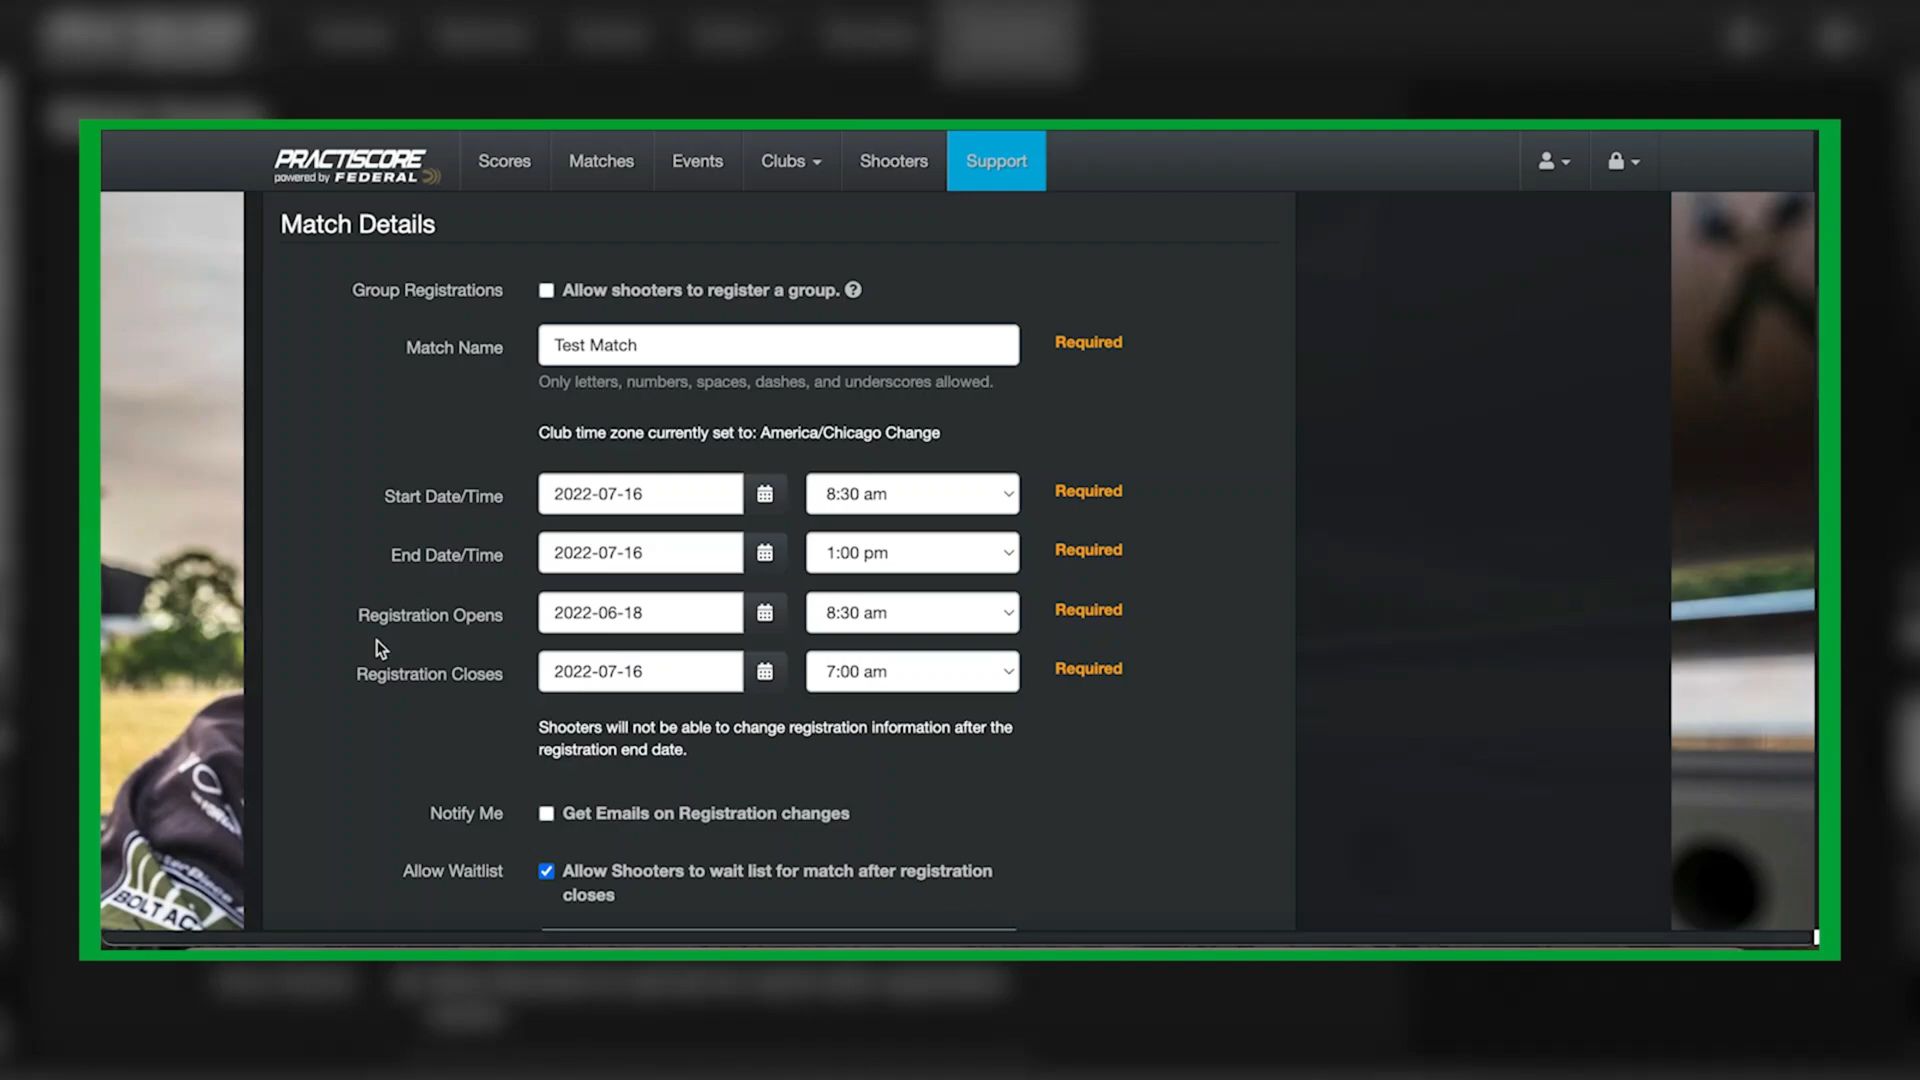 PRACTISCORE
powered by FEDERAL
Scores
Matches
Events
Clubs
Shooters
Support
Match Details
Group Registrations
Allow shooters to register a group.
Match Name
Test Match
Required
Only letters, numbers, spaces, dashes, and underscores allowed.
Club time zone currently set to: America/Chicago Change
Start Date/Time
2022-07-16
8:30 am
Required
End Date/Time
2022-07-16
1:00 pm
Required
Registration Opens
2022-06-18
8:30 am
Required
Registration Closes
2022-07-16
7:00 am
Required
Shooters will not be able to change registration information after the
registration end date.
Notify Me
Get Emails on Registration changes
Allow Waitlist
Allow Shooters to wait list for match after registration
closes
BOLT AC